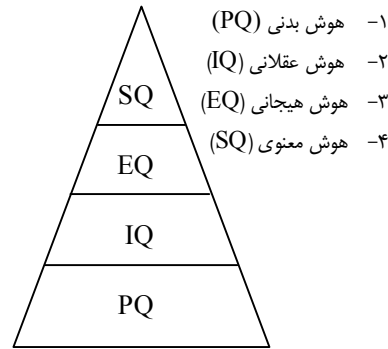 ۱- هوش بدنی (PQ)
۲- هوش عقلانی (IQ)
۳- هوش هیجانی (EQ)
۴- هوش معنوی (SQ)
SQ
EQ
IQ
PQ